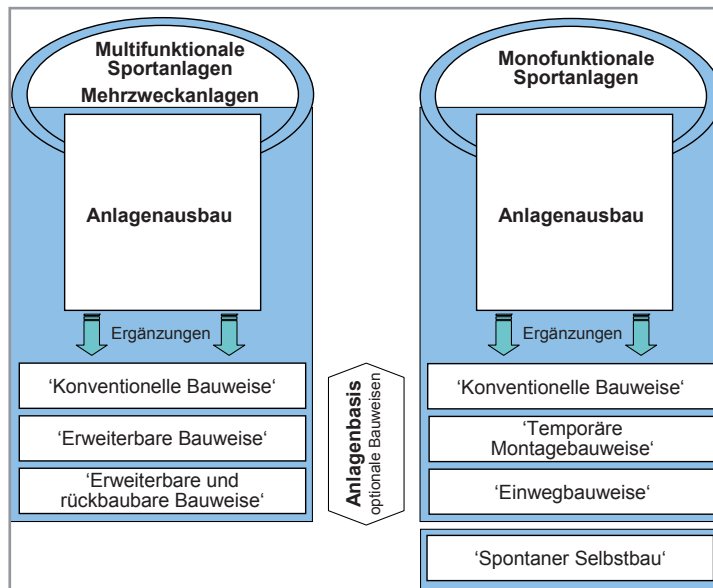 Multifunktionale
Sportanlagen
Mehrzweckanlagen
Anlagenausbau
Ergänzungen
‘Konventionelle Bauweise‘
‘Erweiterbare Bauweise‘
‘Erweiterbare und
rückbaubare Bauweise‘
Anlagenbasis
optionale Bauweisen
Monofunktionale
Sportanlagen
Anlagenausbau
Ergänzungen
‘Konventionelle Bauweise‘
‘Temporäre
Montagebauweise‘
‘Einwegbauweise‘
‘Spontaner Selbstbau‘